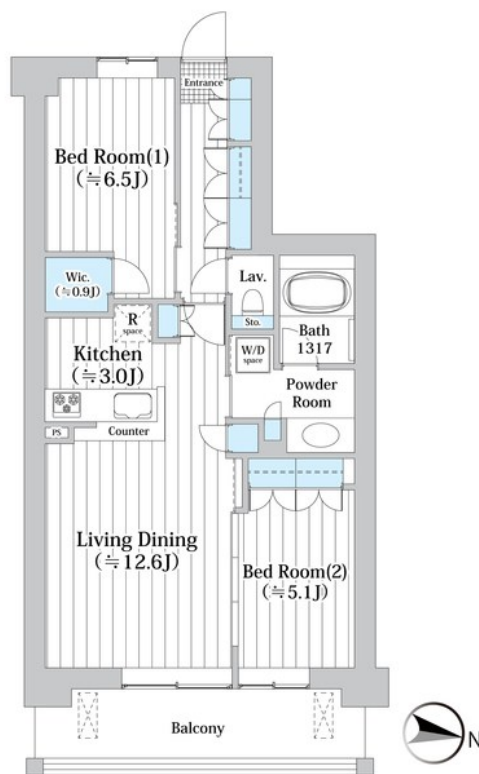 Entrance
Bed Room(1)
(≒6.5J)
Wic.
(≒0.9J)
Lav.
Sto.
R
space
Bath
1317
W/D
space
Kitchen
(≒3.0J)
Powder
Room
PS
Counter
Living Dining
(≒12.6J)
Bed Room(2)
(≒5.1J)
Balcony
N